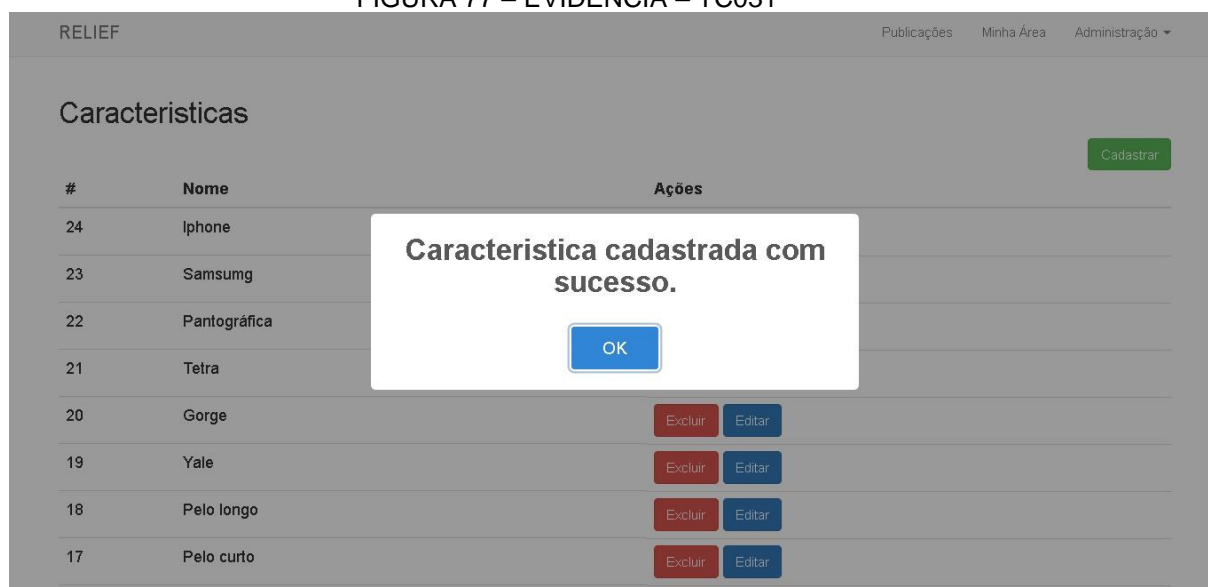 FIGURA 77 – EVIDÊNCIA – TC031
RELIEF Publicações Minha Área Administração
Caracteristicas
Cadastrar
# Nome Ações
24 Iphone
23 Samsumg
22 Pantográfica
21 Tetra
Caracteristica cadastrada com
sucesso.
OK
20 Gorge Excluir Editar
19 Yale Excluir Editar
18 Pelo longo Excluir Editar
17 Pelo curto Excluir Editar